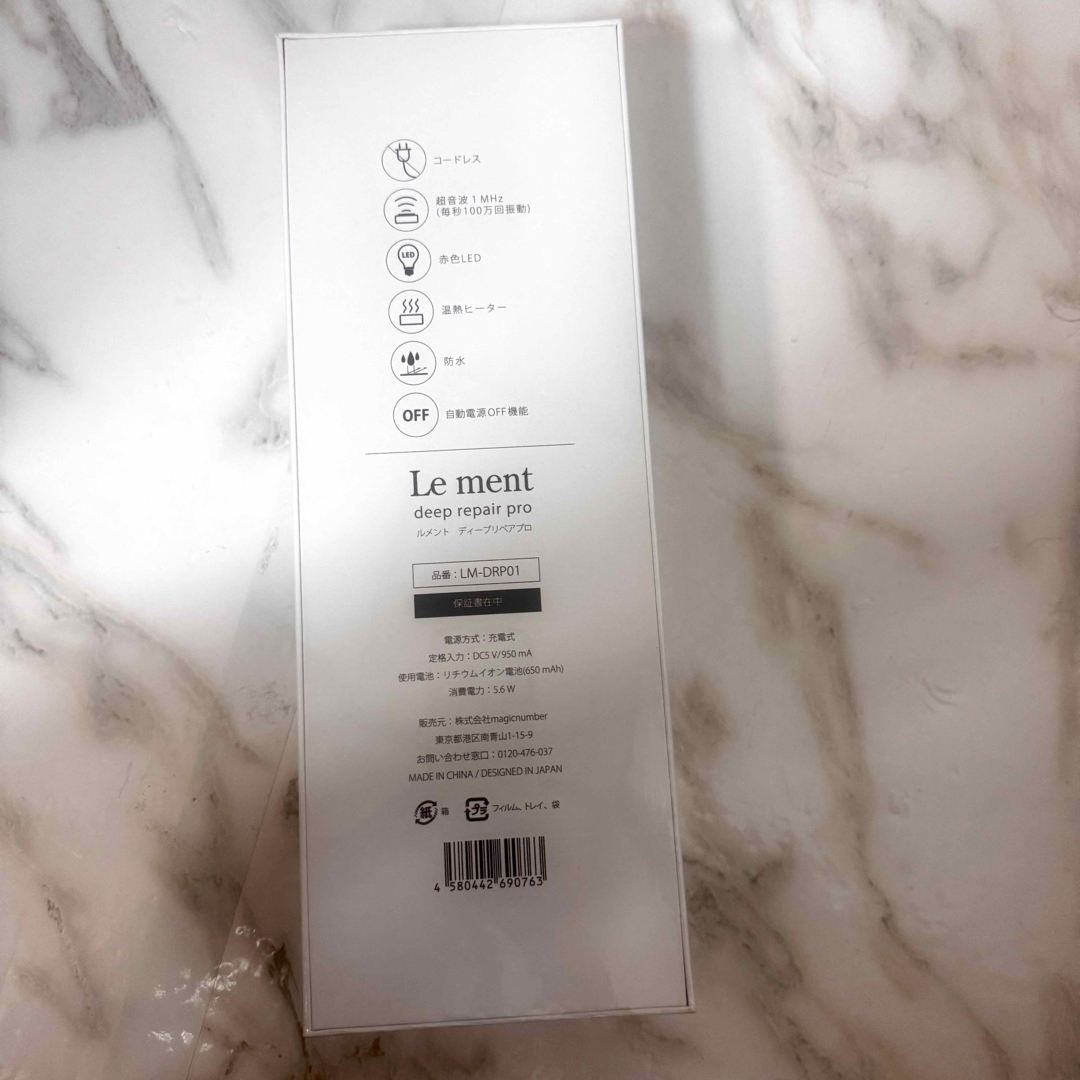 コードレス
超音波1MHz
(毎秒100万回振動)
LED
赤色LED
温熱ヒーター
防水
OFF
自動電源OFF機能
Le ment
deep repair pro
ルメント ディープリペアプロ
品番：LM-DRP01
保証書在中
電源方式：充電式
定格入力：DC5 V/950 mA
使用電池：リチウムイオン電池(650 mAh)
消費電力：5.6 W
販売元：株式会社magicnumber
東京都港区南青山1-15-9
お問い合わせ窓口：0120-476-037
MADE IN CHINA / DESIGNED IN JAPAN
紙 箱 プラ フィルム、トレイ、袋
4 580442 690763